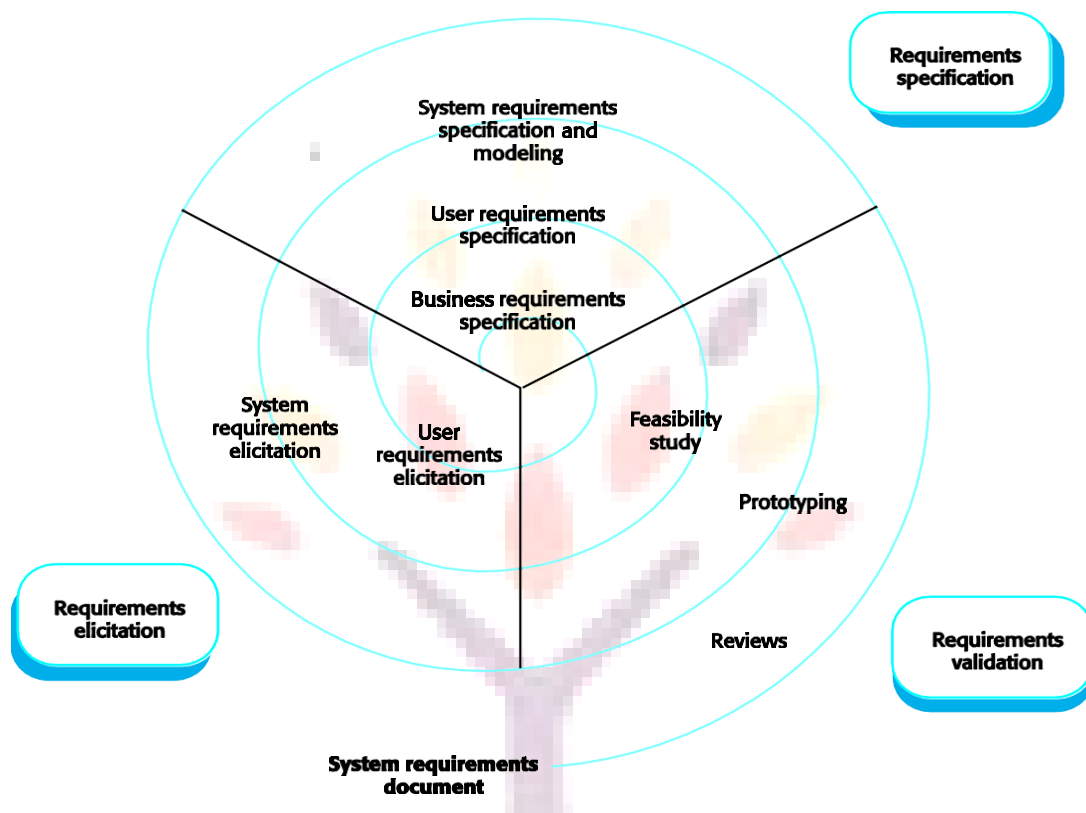 Requirements
specification
System requirements
specification and
modeling
User requirements
specification
Business requirements
specification
System
requirements
elicitation
User
requirements
elicitation
Feasibility
study
Prototyping
Reviews
Requirements
elicitation
Requirements
validation
System requirements
document